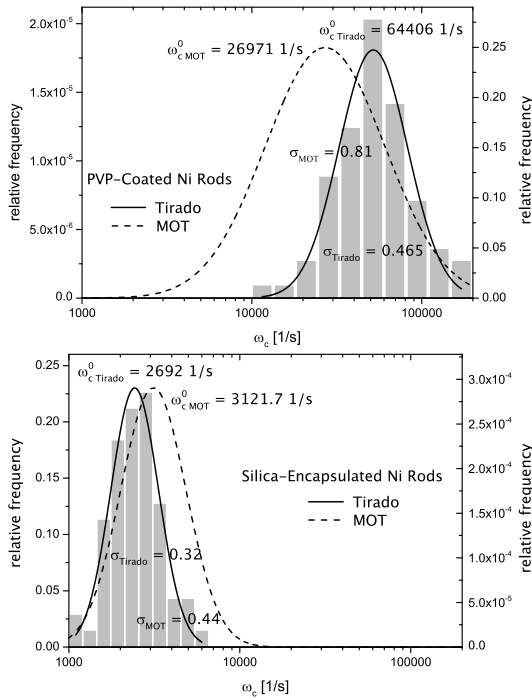 ω⁰c Tirado = 64406 1/s
ω⁰c MOT = 26971 1/s
σMOT = 0.81
σTirado = 0.465
PVP-Coated Ni Rods
Tirado
MOT
relative frequency
2.0x10⁻⁵
1.5x10⁻⁵
1.0x10⁻⁵
5.0x10⁻⁶
0.0
relative frequency
0.25
0.20
0.15
0.10
0.05
0.00
1000
10000
100000
ωc [1/s]
ω⁰c Tirado = 2692 1/s
ω⁰c MOT = 3121.7 1/s
Silica-Encapsulated Ni Rods
Tirado
MOT
σTirado = 0.32
σMOT = 0.44
relative frequency
0.25
0.20
0.15
0.10
0.05
0.00
relative frequency
3.0x10⁻⁴
2.5x10⁻⁴
2.0x10⁻⁴
1.5x10⁻⁴
1.0x10⁻⁴
5.0x10⁻⁵
0.0
1000
10000
100000
ωc [1/s]